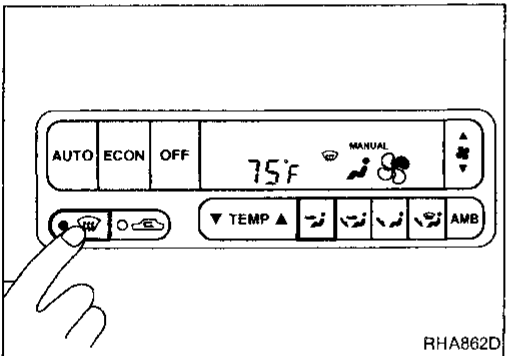 AUTO ECON OFF
75°F
MANUAL
▼ TEMP ▲
AMB
RHA862D